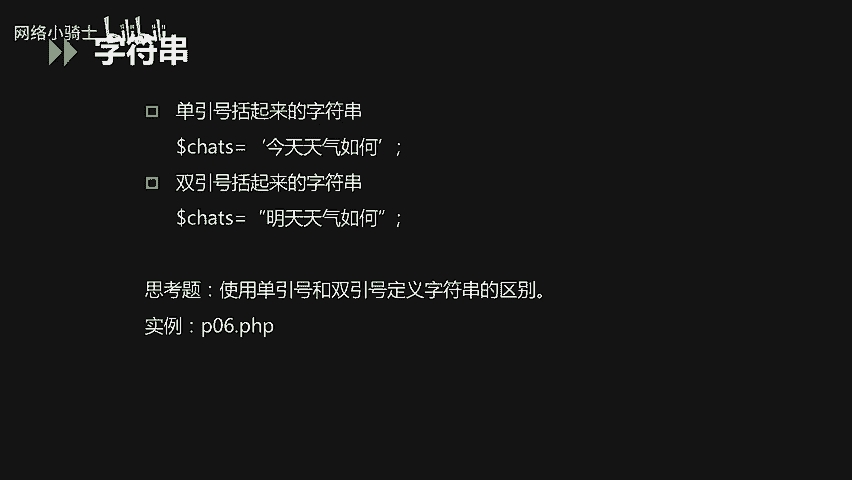 网络小骑士 bilibili
字符串
单引号括起来的字符串
$chats=‘今天天气如何’;
双引号括起来的字符串
$chats=“明天天气如何”;
思考题：使用单引号和双引号定义字符串的区别。
实例：p06.php